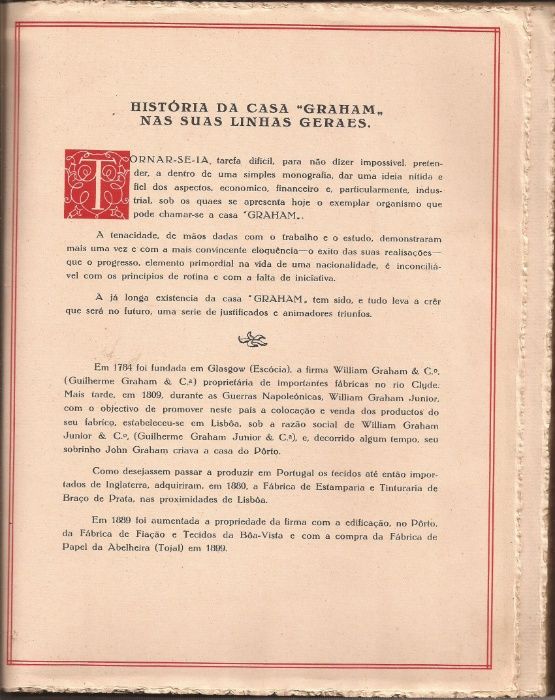 HISTÓRIA DA CASA "GRAHAM„
NAS SUAS LINHAS GERAES.
TORNAR-SE-IA, tarefa difícil, para não dizer impossível, preten-
der, a dentro de uma simples monografia, dar uma ideia nítida e
fiel dos aspectos, economico, financeiro e, particularmente, indus-
trial, sob os quaes se apresenta hoje o exemplar organismo que
pode chamar-se a casa "GRAHAM„.
A tenacidade, de mãos dadas com o trabalho e o estudo, demonstraram
mais uma vez e com a mais convincente eloquência—o exito das suas realisações—
que o progresso, elemento primordial na vida de uma nacionalidade, é inconciliá-
vel com os principios de rotina e com a falta de iniciativa.
A já longa existencia da casa "GRAHAM„ tem sido, e tudo leva a crêr
que será no futuro, uma serie de justificados e animadores triunfos.
Em 1784 foi fundada em Glasgow (Escócia), a firma William Graham & C.º,
(Guilherme Graham & C.ª) proprietária de importantes fábricas no rio Clyde.
Mais tarde, em 1809, durante as Guerras Napoleónicas, William Graham Junior,
com o objectivo de promover neste país a colocação e venda dos productos do
seu fabrico, estabeleceu-se em Lisbôa, sob a razão social de William Graham
Junior & C.º, (Guilherme Graham Junior & C.ª), e, decorrido algum tempo, seu
sobrinho John Graham criava a casa do Pôrto.
Como desejassem passar a produzir em Portugal os tecidos até então impor-
tados de Inglaterra, adquiriram, em 1880, a Fábrica de Estamparia e Tinturaria de
Braço de Prata, nas proximidades de Lisbôa.
Em 1889 foi aumentada a propriedade da firma com a edificação, no Pôrto,
da Fábrica de Fiação e Tecidos da Bôa-Vista e com a compra da Fábrica de
Papel da Abelheira (Tojal) em 1899.